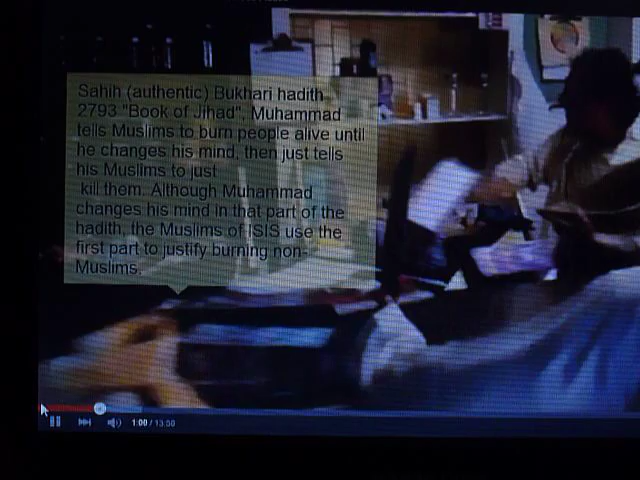 Sahih (authentic) Bukhari hadith
2793 "Book of Jihad", Muhammad
tells Muslims to burn people alive until
he changes his mind, then just tells
his Muslims to just
kill them. Although Muhammad
changes his mind in that part of the
hadith, the Muslims of ISIS use the
first part to justify burning non-
Muslims.
1:00 / 13:50